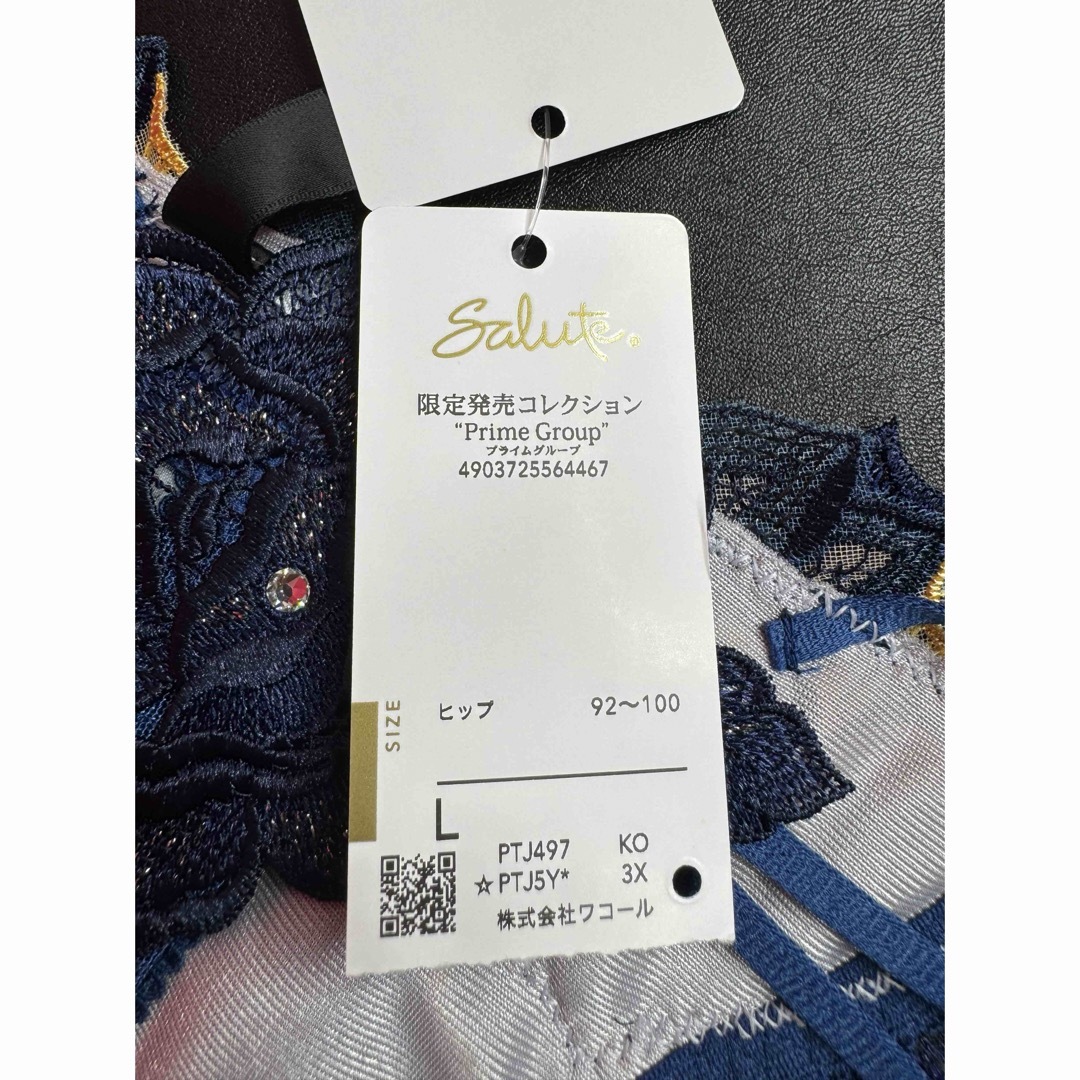 Salute®
限定発売コレクション
“Prime Group”
プライムグループ
4903725564467
SIZE
ヒップ 92～100
L
PTJ497 KO
☆PTJ5Y* 3X
株式会社ワコール